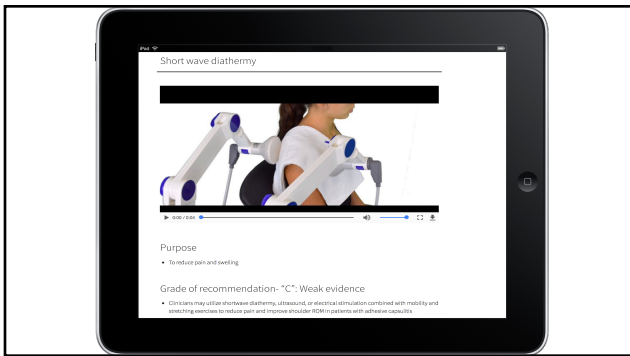 iPad
Short wave diathermy
0:00 / 0:04
Purpose
• To reduce pain and swelling
Grade of recommendation- “C”: Weak evidence
• Clinicians may utilize shortwave diathermy, ultrasound, or electrical stimulation combined with mobility and
stretching exercises to reduce pain and improve shoulder ROM in patients with adhesive capsulitis